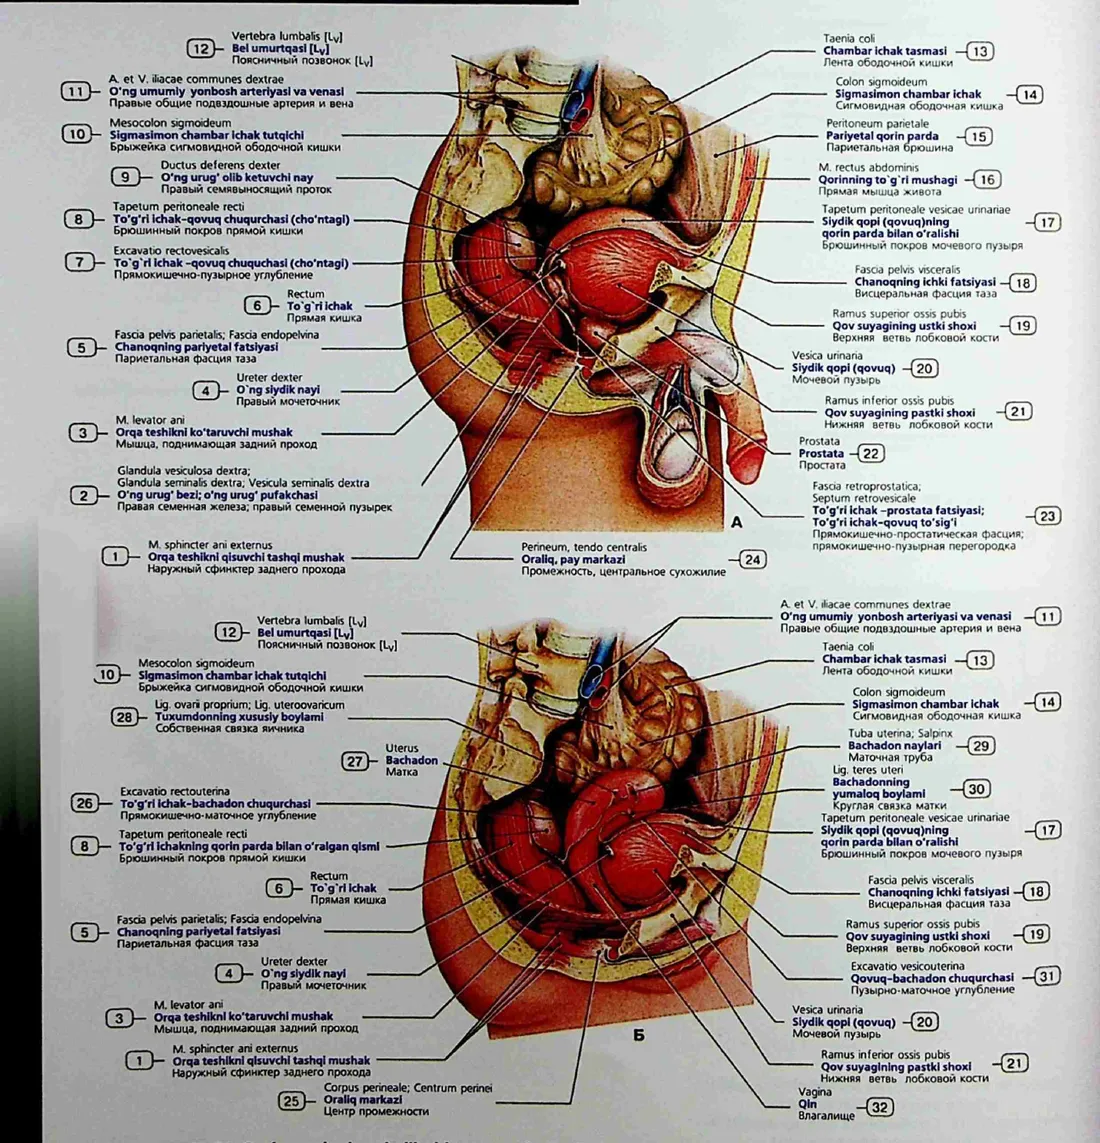 Vertebra lumbalis [Lv]
12
Bel umurtqasi [Lv]
Поясничный позвонок [Lv]
A. et V. iliacae communes dextrae
11
O'ng umumiy yonbosh arteriyasi va venasi
Правые общие подвздошные артерия и вена
Mesocolon sigmoideum
10
Sigmasimon chambar ichak tutqichi
Брыжейка сигмовидной ободочной кишки
Ductus deferens dexter
9
O'ng urug' olib ketuvchi nay
Правый семявыносящий проток
Tapetum peritoneale recti
8
To'g'ri ichak-qovuq chuqurchasi (cho'ntagi)
Брюшинный покров прямой кишки
Excavatio rectovesicalis
7
To`g`ri ichak –qovuq chuquchasi (cho'ntagi)
Прямокишечно-пузырное углубление
Rectum
6
To`g`ri ichak
Прямая кишка
Fascia pelvis parietalis; Fascia endopelvina
5
Chanoqning pariyetal fatsiyasi
Париетальная фасция таза
Ureter dexter
4
O`ng siydik nayi
Правый мочеточник
M. levator ani
3
Orqa teshikni ko'taruvchi mushak
Мышца, поднимающая задний проход
Glandula vesiculosa dextra;
Glandula seminalis dextra; Vesicula seminalis dextra
2
O'ng urug' bezi; o'ng urug' pufakchasi
Правая семенная железа; правый семенной пузырек
M. sphincter ani externus
1
Orqa teshikni qisuvchi tashqi mushak
Наружный сфинктер заднего прохода
Taenia coli
Chambar ichak tasmasi
13
Лента ободочной кишки
Colon sigmoideum
Sigmasimon chambar ichak
14
Сигмовидная ободочная кишка
Peritoneum parietale
Pariyetal qorin parda
15
Париетальная брюшина
M. rectus abdominis
Qorinning to`g`ri mushagi
16
Прямая мышца живота
Tapetum peritoneale vesicae urinariae
Siydik qopi (qovuq)ning
17
qorin parda bilan o'ralishi
Брюшинный покров мочевого пузыря
Fascia pelvis visceralis
Chanoqning ichki fatsiyasi
18
Висцеральная фасция таза
Ramus superior ossis pubis
Qov suyagining ustki shoxi
19
Верхняя ветвь лобковой кости
Vesica urinaria
Siydik qopi (qovuq)
20
Мочевой пузырь
Ramus inferior ossis pubis
Qov suyagining pastki shoxi
21
Нижняя ветвь лобковой кости
Prostata
Prostata
22
Простата
Fascia retroprostatica;
Septum retrovesicale
To'g'ri ichak –prostata fatsiyasi;
23
To'g'ri ichak-qovuq to'sig'i
Прямокишечно-простатическая фасция;
прямокишечно-пузырная перегородка
A
Perineum, tendo centralis
Oraliq, pay markazi
24
Промежность, центральное сухожилие
Vertebra lumbalis [Lv]
12
Bel umurtqasi [Lv]
Поясничный позвонок [Lv]
Mesocolon sigmoideum
10
Sigmasimon chambar ichak tutqichi
Брыжейка сигмовидной ободочной кишки
Lig. ovarii proprium; Lig. uteroovaricum
28
Tuxumdonning xususiy boylami
Собственная связка яичника
Uterus
27
Bachadon
Матка
Excavatio rectouterina
26
To'g'ri ichak-bachadon chuqurchasi
Прямокишечно-маточное углубление
Tapetum peritoneale recti
8
To'g'ri ichakning qorin parda bilan o'ralgan qismi
Брюшинный покров прямой кишки
Rectum
6
To`g'ri ichak
Прямая кишка
Fascia pelvis parietalis; Fascia endopelvina
5
Chanoqning pariyetal fatsiyasi
Париетальная фасция таза
Ureter dexter
4
O`ng siydik nayi
Правый мочеточник
M. levator ani
3
Orqa teshikni ko'taruvchi mushak
Мышца, поднимающая задний проход
M. sphincter ani externus
1
Orqa teshikni qisuvchi tashqi mushak
Наружный сфинктер заднего прохода
Corpus perineale; Centrum perinei
25
Oraliq markazi
Центр промежности
A. et V. iliacae communes dextrae
O'ng umumiy yonbosh arteriyasi va venasi
11
Правые общие подвздошные артерия и вена
Taenia coli
Chambar ichak tasmasi
13
Лента ободочной кишки
Colon sigmoideum
Sigmasimon chambar ichak
14
Сигмовидная ободочная кишка
Tuba uterina; Salpinx
Bachadon naylari
29
Маточная труба
Lig. teres uteri
Bachadonning
30
yumaloq boylami
Круглая связка матки
Tapetum peritoneale vesicae urinariae
Siydik qopi (qovuq)ning
17
qorin parda bilan o'ralishi
Брюшинный покров мочевого пузыря
Fascia pelvis visceralis
Chanoqning ichki fatsiyasi
18
Висцеральная фасция таза
Ramus superior ossis pubis
Qov suyagining ustki shoxi
19
Верхняя ветвь лобковой кости
Excavatio vesicouterina
Qovuq-bachadon chuqurchasi
31
Пузырно-маточное углубление
Vesica urinaria
Siydik qopi (qovuq)
20
Мочевой пузырь
Ramus inferior ossis pubis
Qov suyagining pastki shoxi
21
Нижняя ветвь лобковой кости
Vagina
Qin
32
Влагалище
Б